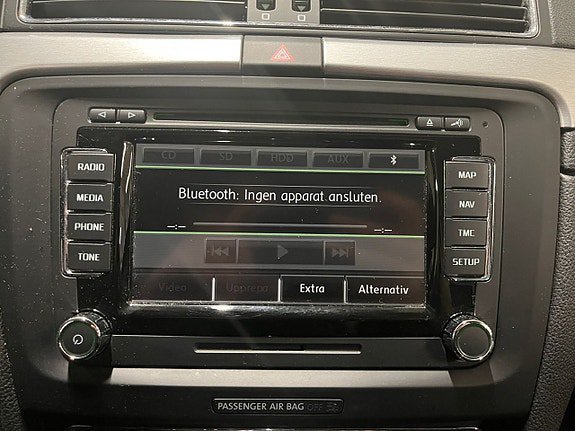 CD SD HDD AUX
RADIO
MEDIA
PHONE
TONE
Bluetooth: Ingen apparat ansluten.
--:-- --:--
Video Upprepa Extra Alternativ
MAP
NAV
TMC
SETUP
PASSENGER AIR BAG OFF